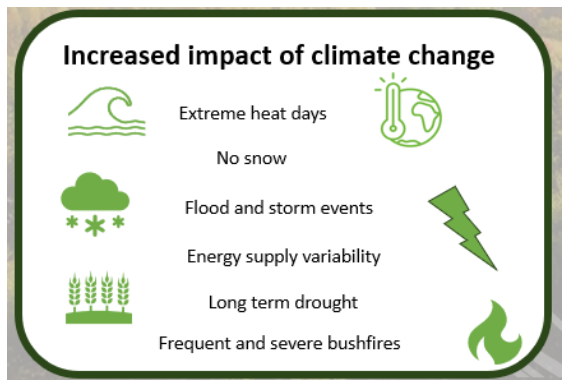 Increased impact of climate change
Extreme heat days
No snow
Flood and storm events
Energy supply variability
Long term drought
Frequent and severe bushfires